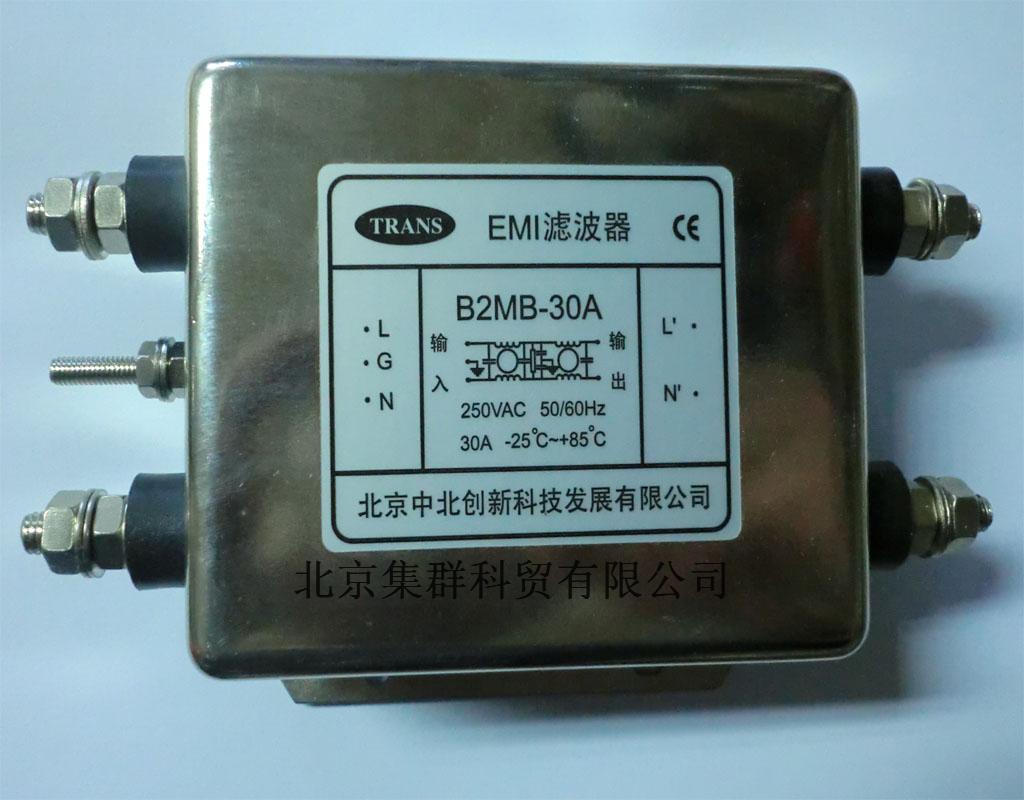 TRANS EMI滤波器 CE
B2MB-30A
· L
· G
· N
输入
输出
L' ·
N' ·
250VAC 50/60Hz
30A -25℃~+85℃
北京中北创新科技发展有限公司
北京集群科贸有限公司